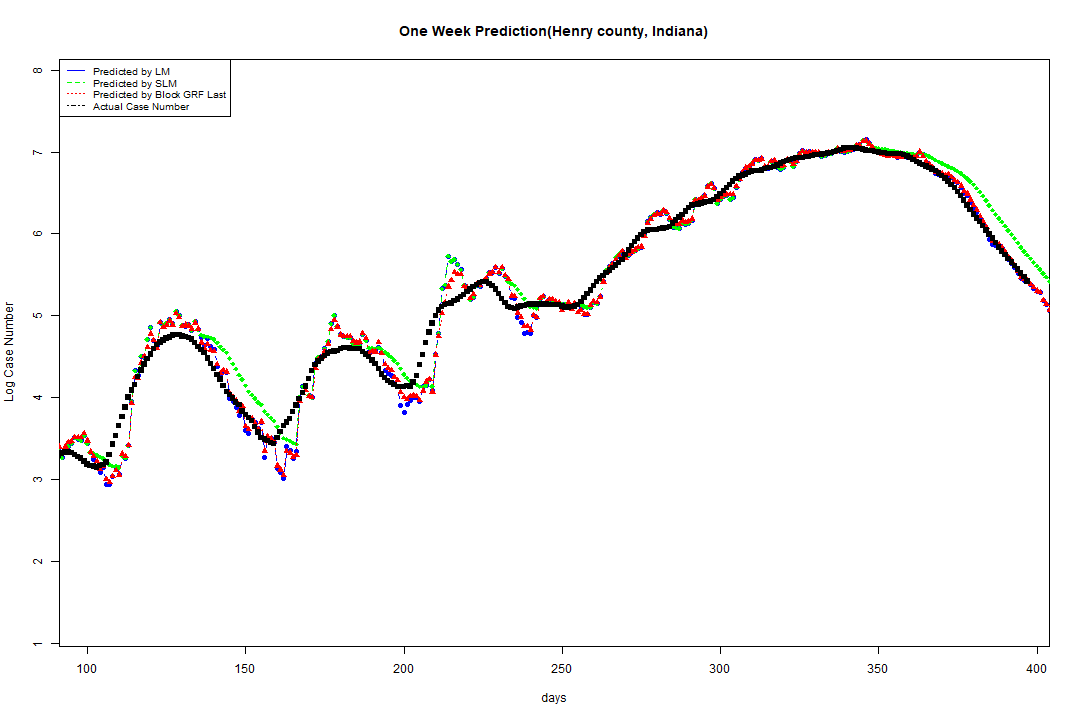 One Week Prediction(Henry county, Indiana)
Predicted by LM
Predicted by SLM
Predicted by Block GRF Last
Actual Case Number
8
7
6
5
4
3
2
1
Log Case Number
100 150 200 250 300 350 400
days